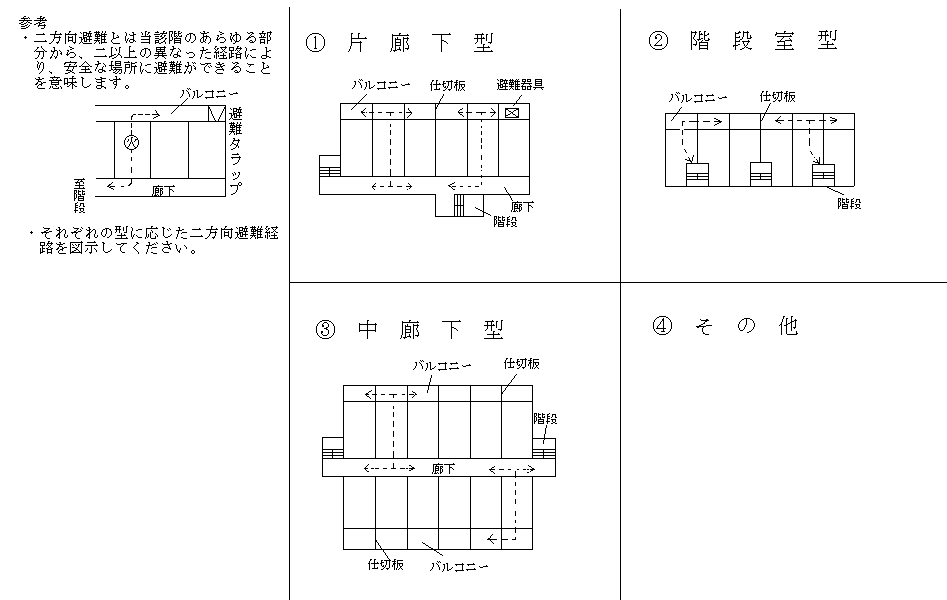 参考
・二方向避難とは当該階のあらゆる部
分から、二以上の異なった経路によ
り、安全な場所に避難ができること
を意味します。
バルコニー
避難タラップ
火
至階段
廊下
・それぞれの型に応じた二方向避難経
路を図示してください。
① 片廊下型
バルコニー
仕切板
避難器具
廊下
階段
② 階段室型
バルコニー
仕切板
階段
③ 中廊下型
バルコニー
仕切板
階段
廊下
仕切板
バルコニー
④ その他